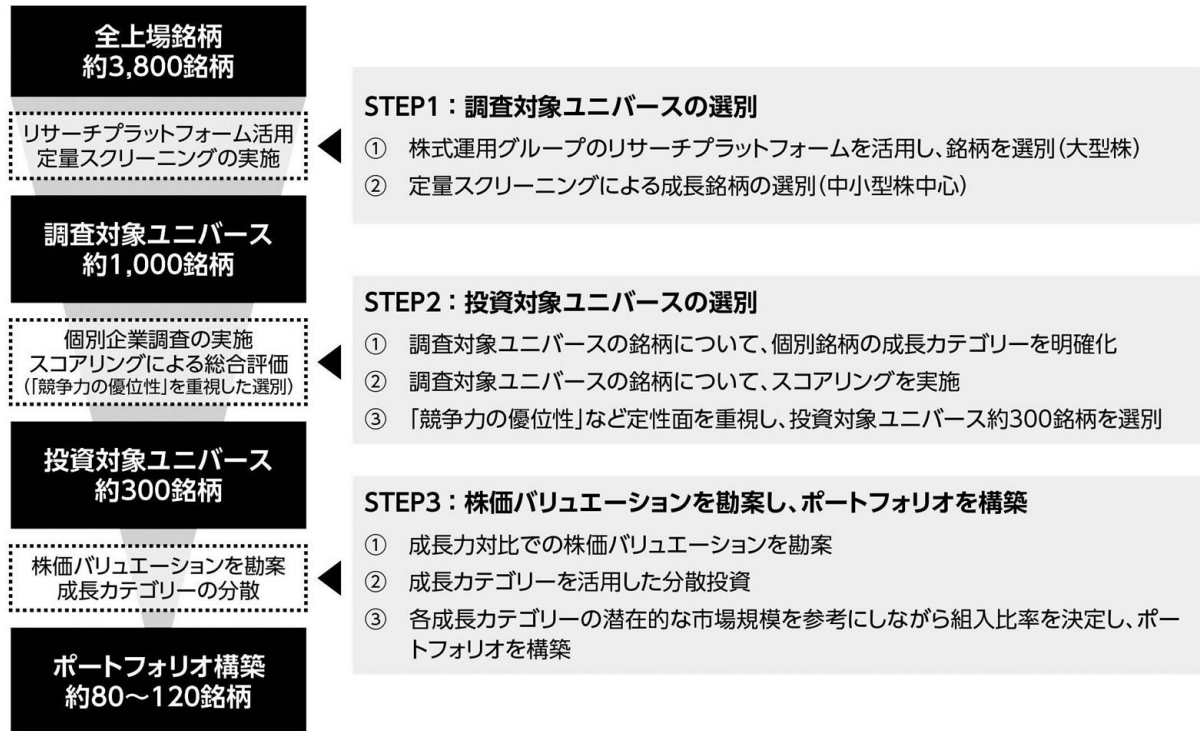 全上場銘柄
約3,800銘柄
リサーチプラットフォーム活用
定量スクリーニングの実施
STEP1：調査対象ユニバースの選別
① 株式運用グループのリサーチプラットフォームを活用し、銘柄を選別（大型株）
② 定量スクリーニングによる成長銘柄の選別（中小型株中心）
調査対象ユニバース
約1,000銘柄
個別企業調査の実施
スコアリングによる総合評価
（「競争力の優位性」を重視した選別）
STEP2：投資対象ユニバースの選別
① 調査対象ユニバースの銘柄について、個別銘柄の成長カテゴリーを明確化
② 調査対象ユニバースの銘柄について、スコアリングを実施
③ 「競争力の優位性」など定性面を重視し、投資対象ユニバース約300銘柄を選別
投資対象ユニバース
約300銘柄
株価バリュエーションを勘案
成長カテゴリーの分散
STEP3：株価バリュエーションを勘案し、ポートフォリオを構築
① 成長力対比での株価バリュエーションを勘案
② 成長カテゴリーを活用した分散投資
③ 各成長カテゴリーの潜在的な市場規模を参考にしながら組入比率を決定し、ポー
トフォリオを構築
ポートフォリオ構築
約80～120銘柄